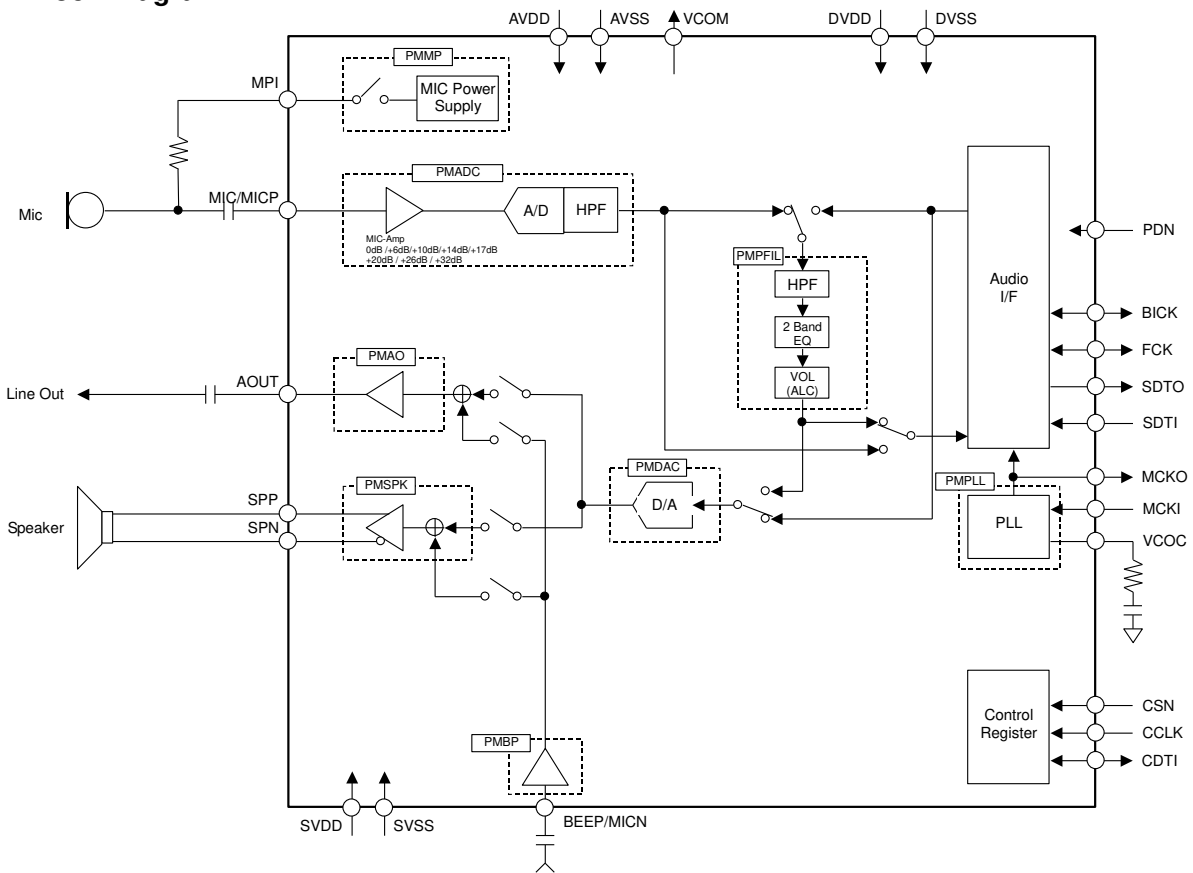 AVDD AVSS VCOM DVDD DVSS
PMMP
MPI
MIC Power
Supply
PMADC
MIC/MICP
A/D HPF
Mic
MIC-Amp
0dB /+6dB/+10dB/+14dB/+17dB
+20dB / +26dB / +32dB
PDN
PMPFIL
Audio
I/F
HPF
BICK
2 Band
EQ
FCK
PMAO
VOL
(ALC)
AOUT
SDTO
Line Out
SDTI
PMDAC
MCKO
PMSPK
PMPLL
SPP
D/A
MCKI
Speaker
SPN
PLL
VCOC
CSN
Control
Register
CCLK
PMBP
CDTI
SVDD SVSS BEEP/MICN